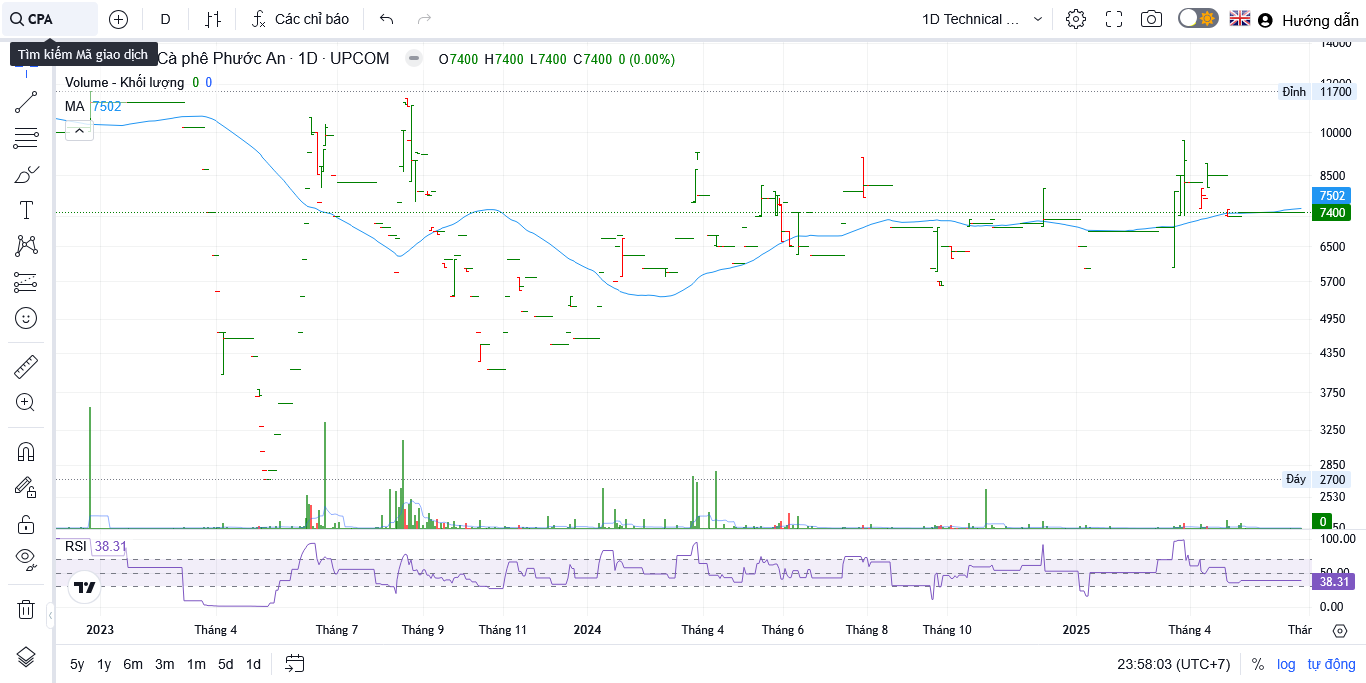 CPA
D
Các chỉ báo
1D Technical ...
Hướng dẫn
Tìm kiếm Mã giao dịch
Cà phê Phước An · 1D · UPCOM
O7400 H7400 L7400 C7400 0 (0.00%)
Volume - Khối lượng 0 0
MA 7502
14000
12000
Đỉnh 11700
10000
8500
7502
7400
6500
5700
4950
4350
3750
3250
2850
Đáy 2700
2530
0
RSI 38.31
100.00
50.00
38.31
0.00
2023 Tháng 4 Tháng 7 Tháng 9 Tháng 11 2024 Tháng 4 Tháng 6 Tháng 8 Tháng 10 2025 Tháng 4 Thár
5y 1y 6m 3m 1m 5d 1d
23:58:03 (UTC+7) % log tự động